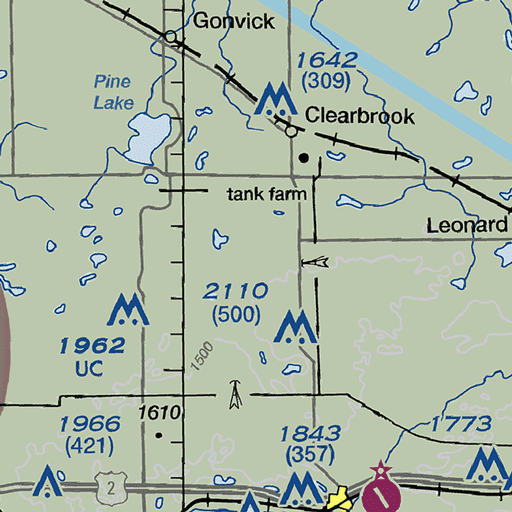 Gonvick
1642
(309)
Pine
Lake
Clearbrook
tank farm
Leonard
2110
(500)
1962
UC
1500
1966
(421)
1610
1843
(357)
1773
2